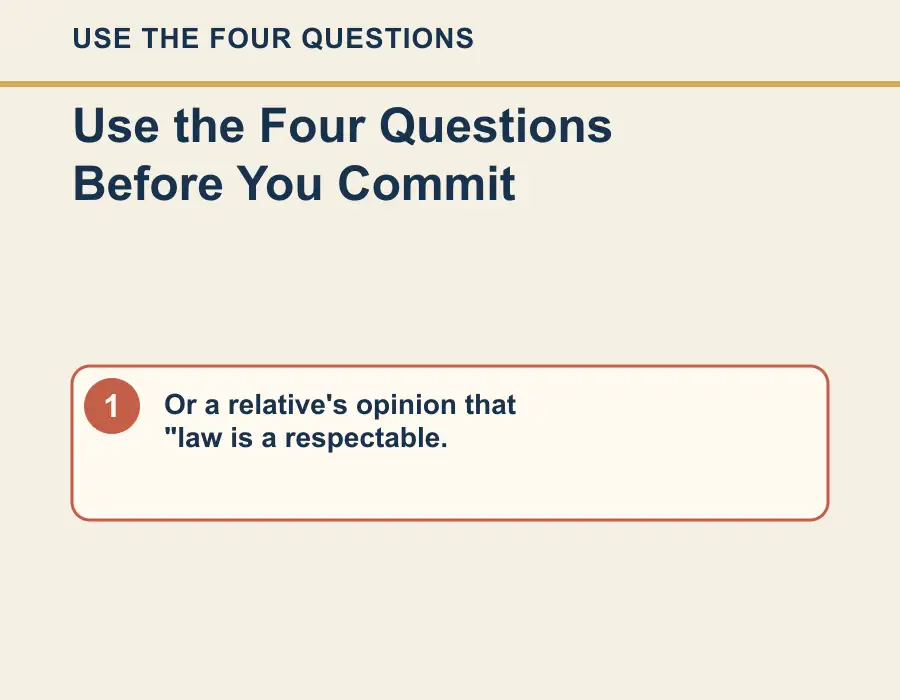 USE THE FOUR QUESTIONS
Use the Four Questions
Before You Commit
1
Or a relative's opinion that
"law is a respectable.